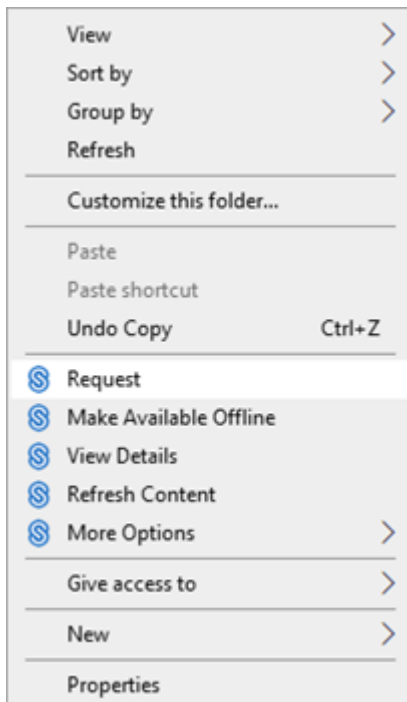 View
Sort by
Group by
Refresh
Customize this folder...
Paste
Paste shortcut
Undo Copy Ctrl+Z
Request
Make Available Offline
View Details
Refresh Content
More Options
Give access to
New
Properties